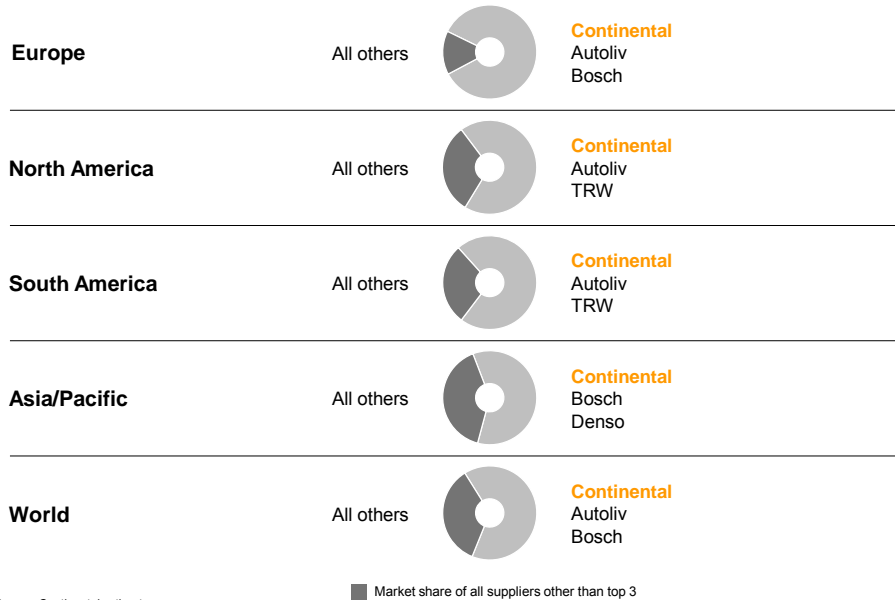 Europe
All others
Continental
Autoliv
Bosch
North America
All others
Continental
Autoliv
TRW
South America
All others
Continental
Autoliv
TRW
Asia/Pacific
All others
Continental
Bosch
Denso
World
All others
Continental
Autoliv
Bosch
Market share of all suppliers other than top 3